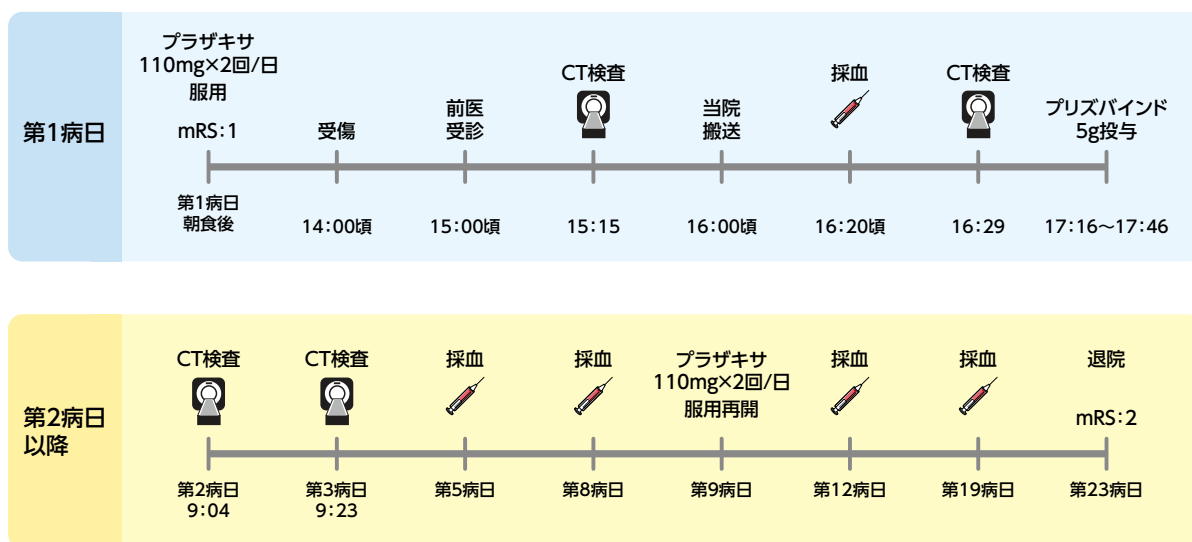 第1病日
プラザキサ
110mg×2回/日
服用
mRS:1
第1病日
朝食後
受傷
14:00頃
前医
受診
15:00頃
CT検査
15:15
当院
搬送
16:00頃
採血
16:20頃
CT検査
16:29
プリズバインド
5g投与
17:16〜17:46
第2病日
以降
CT検査
第2病日
9:04
CT検査
第3病日
9:23
採血
第5病日
採血
第8病日
プラザキサ
110mg×2回/日
服用再開
第9病日
採血
第12病日
採血
第19病日
退院
mRS:2
第23病日